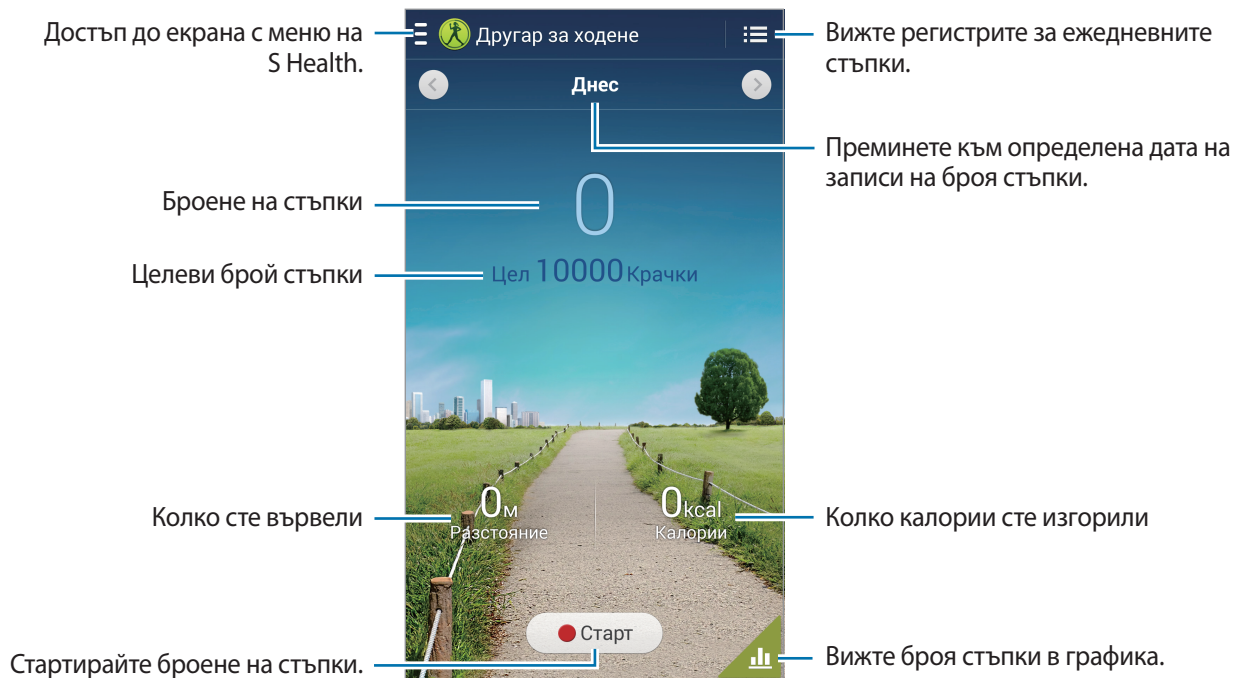 Достъп до екрана с меню на
S Health.
Другар за ходене
Вижте регистрите за ежедневните
стъпки.
Днес
Преминете към определена дата на
записи на броя стъпки.
Броене на стъпки
0
Целеви брой стъпки
Цел 10000 Крачки
Колко сте вървели
0м
Разстояние
0kcal
Калории
Колко калории сте изгорили
Старт
Стартирайте броене на стъпки.
Вижте броя стъпки в графика.